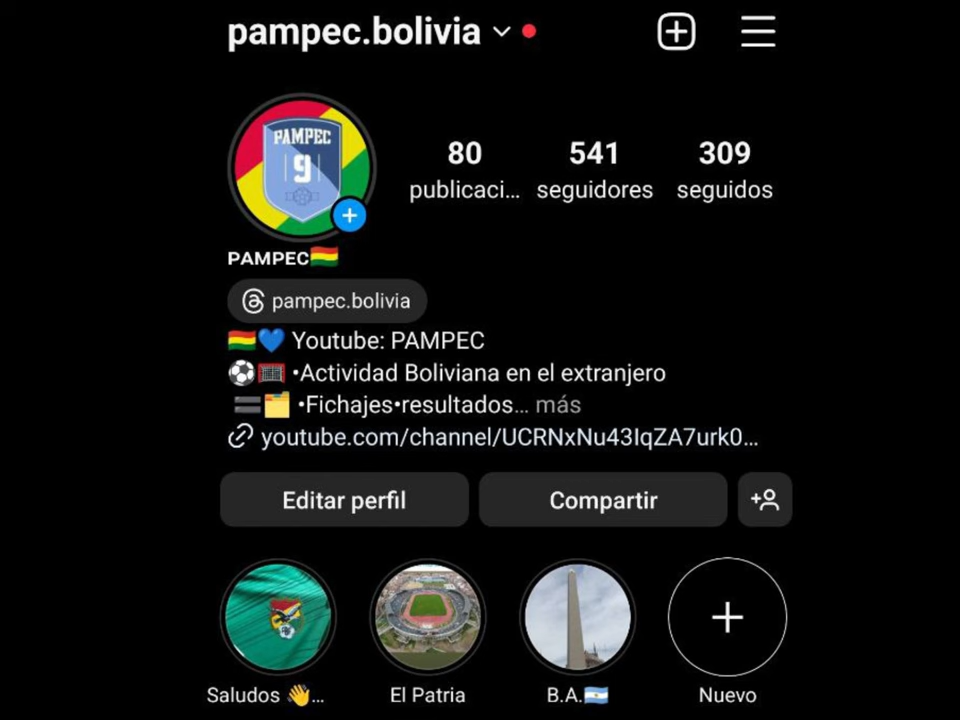 pampec.bolivia
PAMPEC
9
80 541 309
publicaci... seguidores seguidos
PAMPEC🇧🇴
pampec.bolivia
🇧🇴💙 Youtube: PAMPEC
⚽🥅 •Actividad Boliviana en el extranjero
🟰🗂️ •Fichajes•resultados... más
youtube.com/channel/UCRNxNu43IqZA7urk0...
Editar perfil Compartir
Saludos 👋... El Patria B.A.🇦🇷 Nuevo